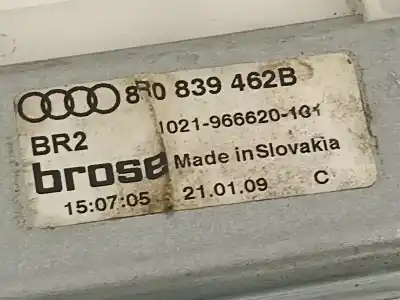 8R0 839 462B
BR2
1021-966620-101
brose Made in Slovakia
15:07:05 21.01.09 C